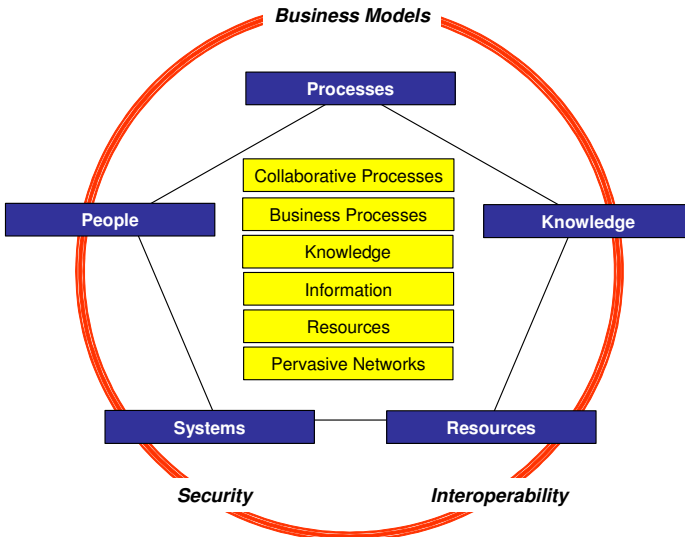 Business Models
Processes
Collaborative Processes
People
Business Processes
Knowledge
Knowledge
Information
Resources
Pervasive Networks
Systems
Resources
Security
Interoperability